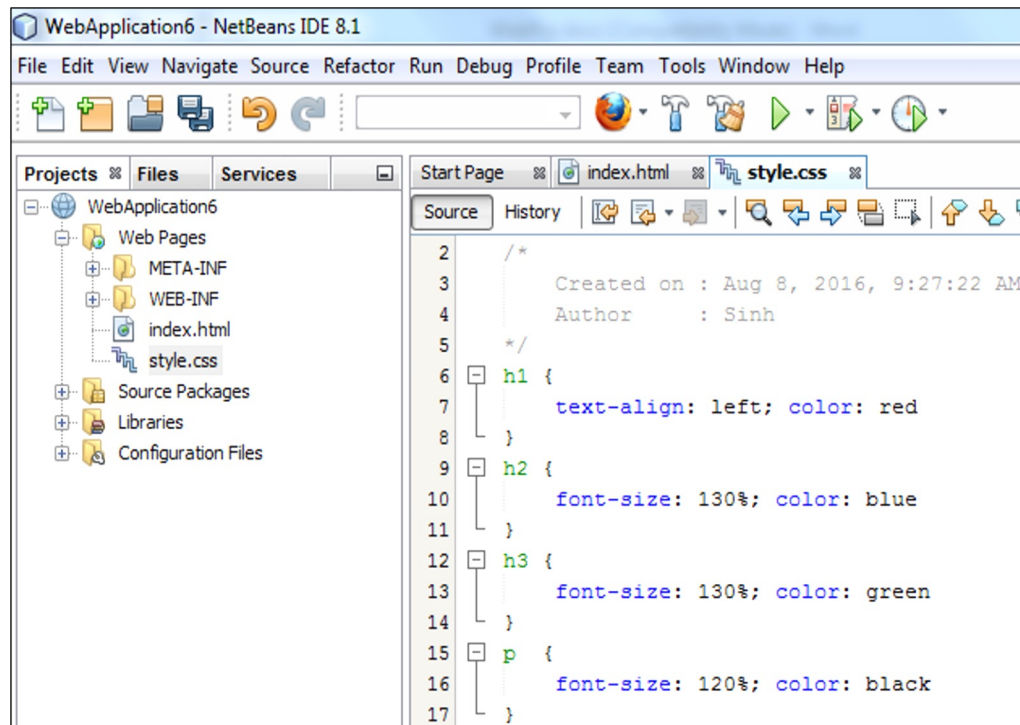 WebApplication6 - NetBeans IDE 8.1
File Edit View Navigate Source Refactor Run Debug Profile Team Tools Window Help
Projects Files Services
WebApplication6
Web Pages
META-INF
WEB-INF
index.html
style.css
Source Packages
Libraries
Configuration Files
Start Page index.html style.css
Source History
2 /*
3 Created on : Aug 8, 2016, 9:27:22 AM
4 Author : Sinh
5 */
6 h1 {
7 text-align: left; color: red
8 }
9 h2 {
10 font-size: 130%; color: blue
11 }
12 h3 {
13 font-size: 130%; color: green
14 }
15 p {
16 font-size: 120%; color: black
17 }